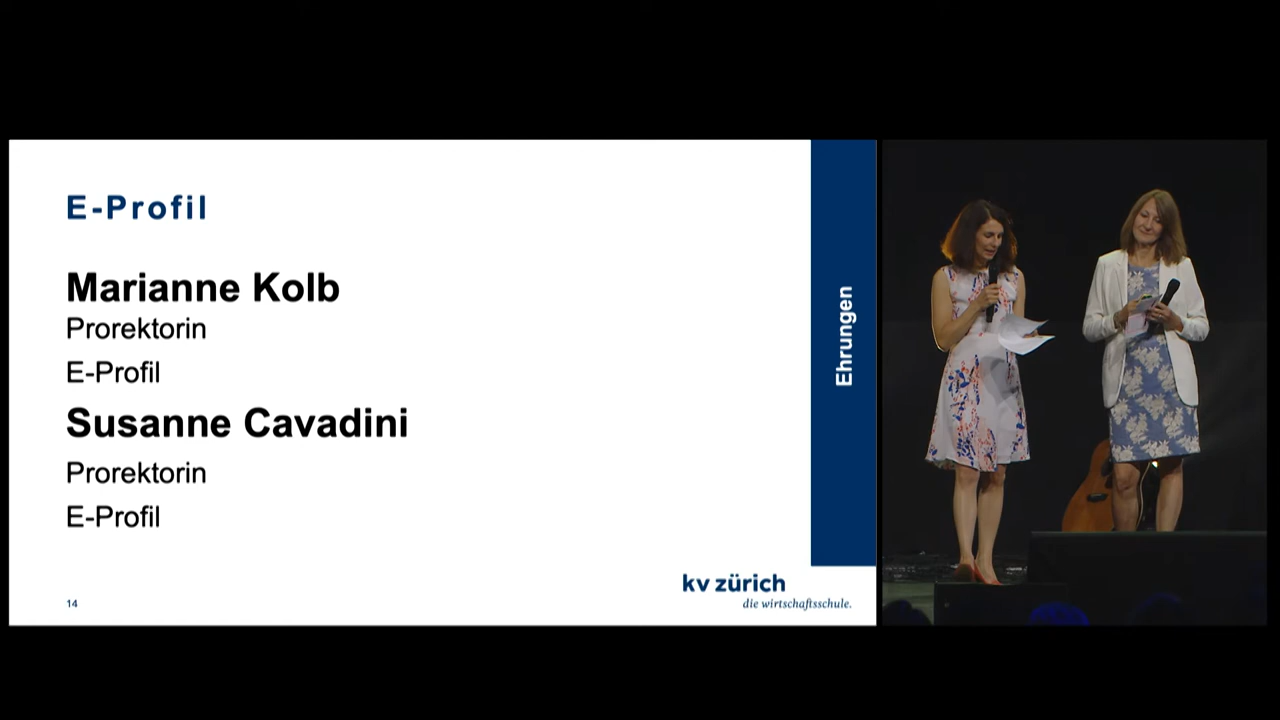 E-Profil
Marianne Kolb
Prorektorin
E-Profil
Susanne Cavadini
Prorektorin
E-Profil
Ehrungen
14
kv zürich
die wirtschaftsschule.